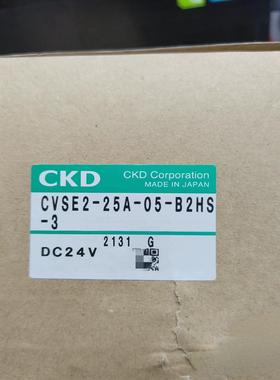 CKD
CKD Corporation
MADE IN JAPAN
CVSE2-25A-05-B2HS
-3
2131 G
DC24V